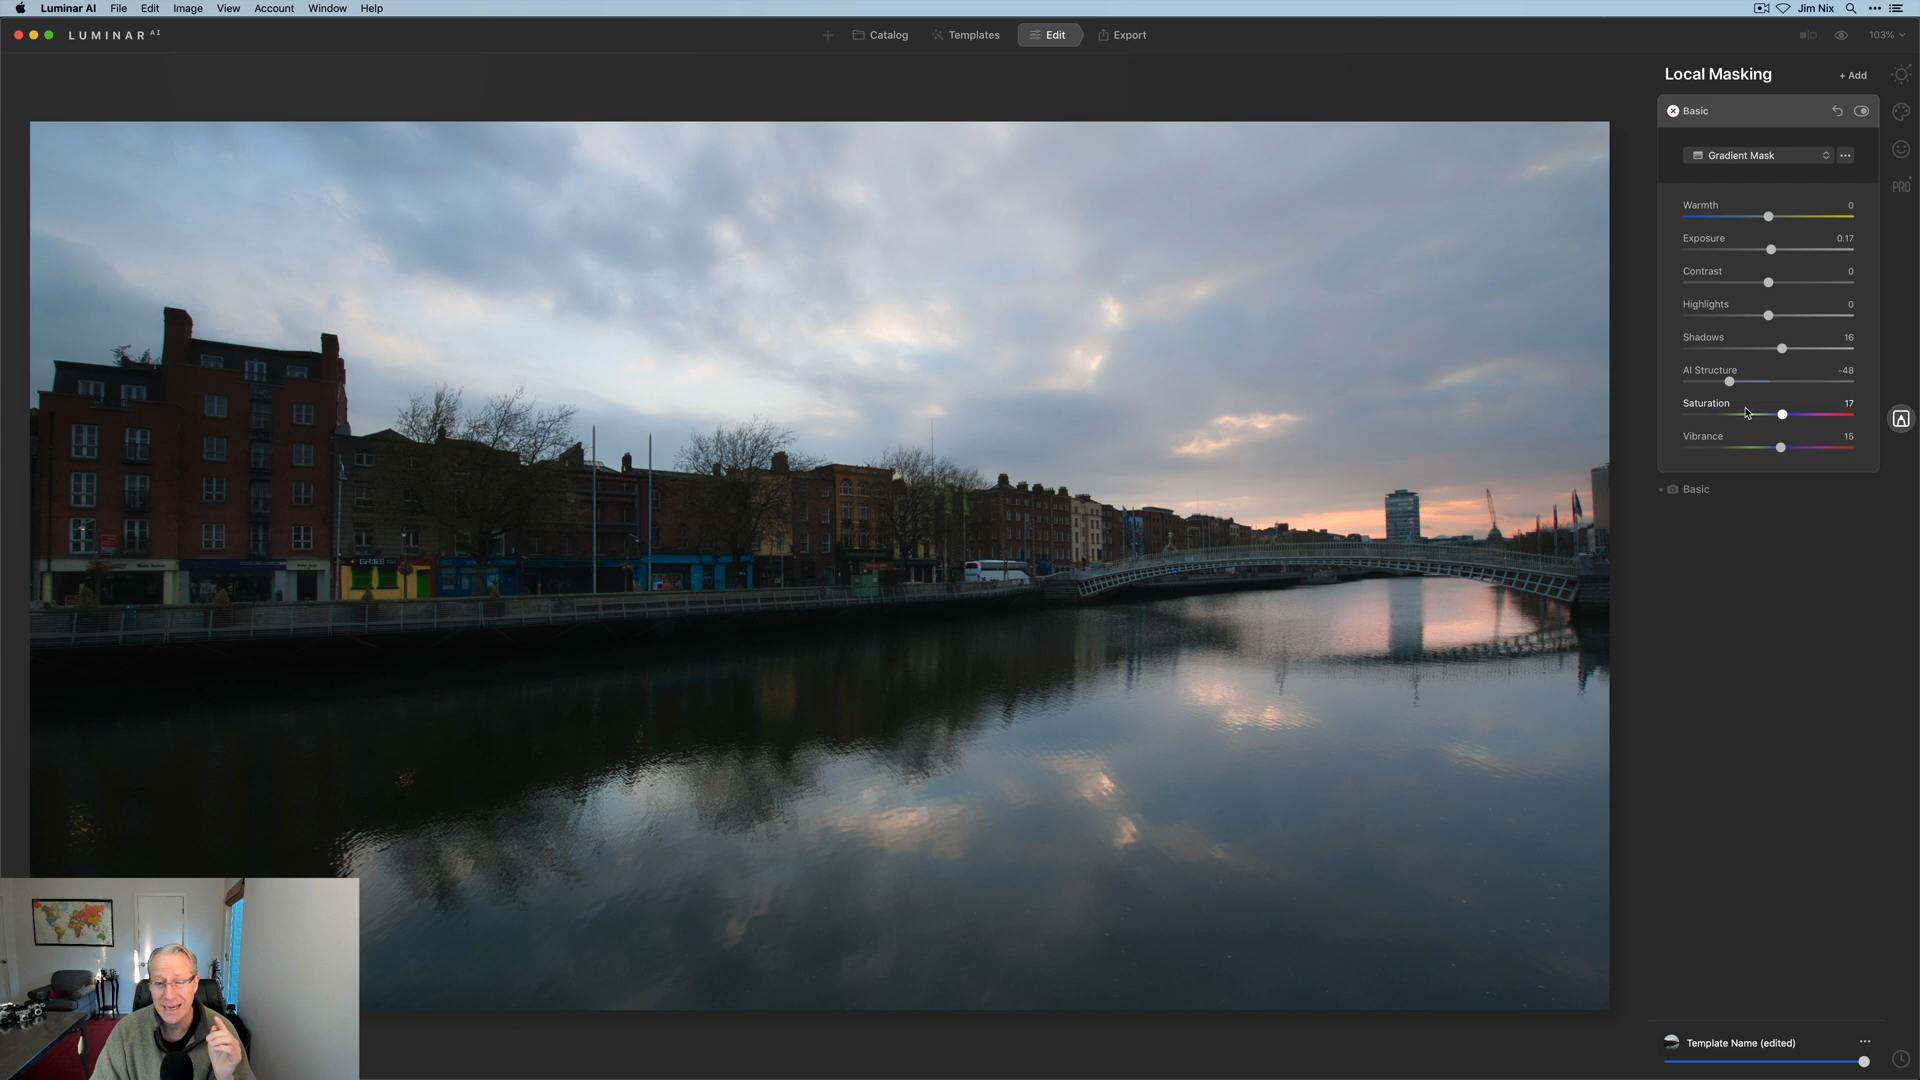 Luminar AI File Edit Image View Account Window Help Jim Nix
LUMINAR AI Catalog Templates Edit Export 103%
Local Masking + Add
Basic
Gradient Mask
PRO
Warmth 0
Exposure 0.17
Contrast 0
Highlights 0
Shadows 16
AI Structure -48
Saturation 17
Vibrance 15
Basic
Template Name (edited)